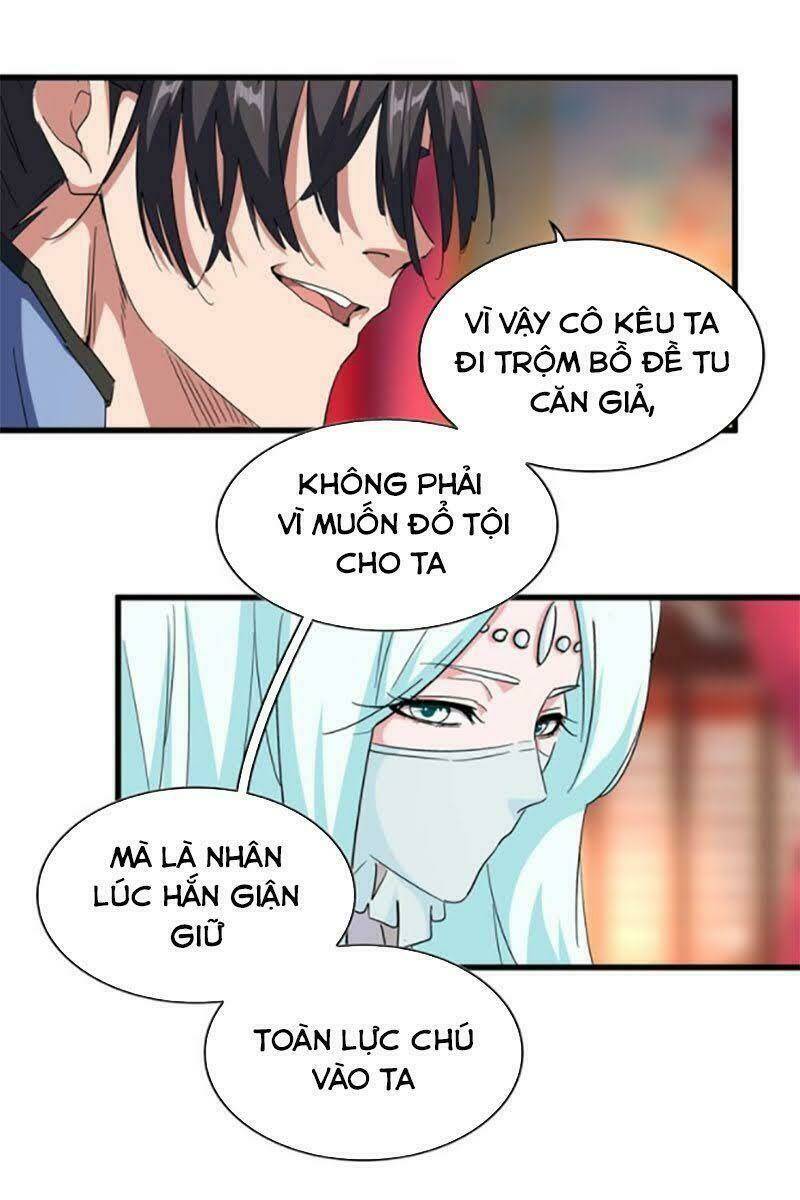 VÌ VẬY CÔ KÊU TA
ĐI TRỘM BỒ ĐỀ TU
CĂN GIẢ,
KHÔNG PHẢI
VÌ MUỐN ĐỔ TỘI
CHO TA
MÀ LÀ NHÂN
LÚC HẮN GIẬN
GIỮ
TOÀN LỰC CHÚ
VÀO TA